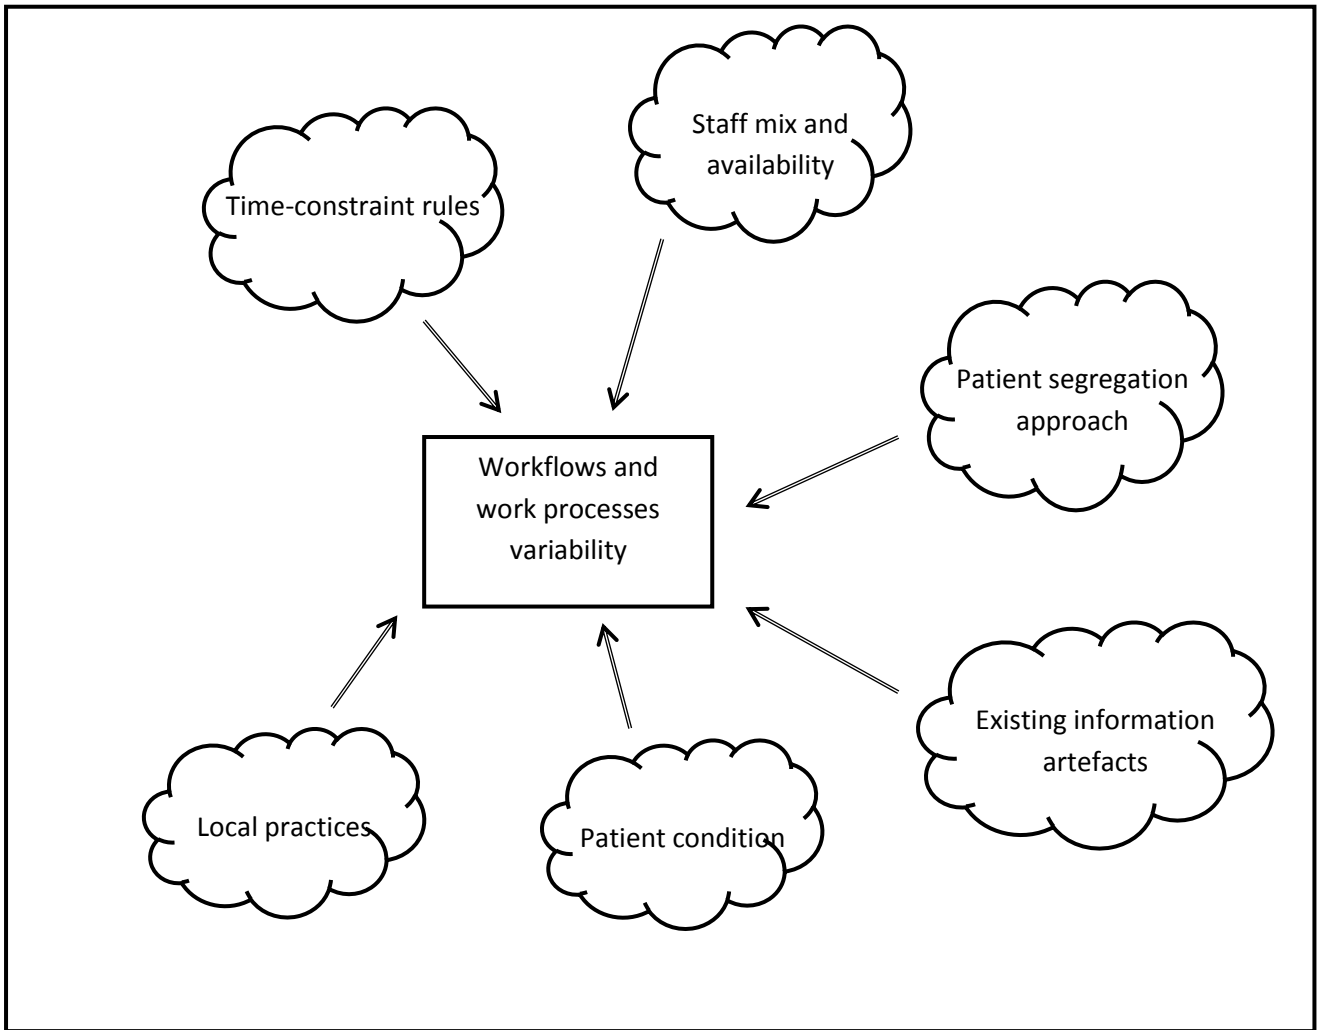 Staff mix and
availability
Time-constraint rules
Patient segregation
approach
Workflows and
work processes
variability
Existing information
artefacts
Local practices
Patient condition